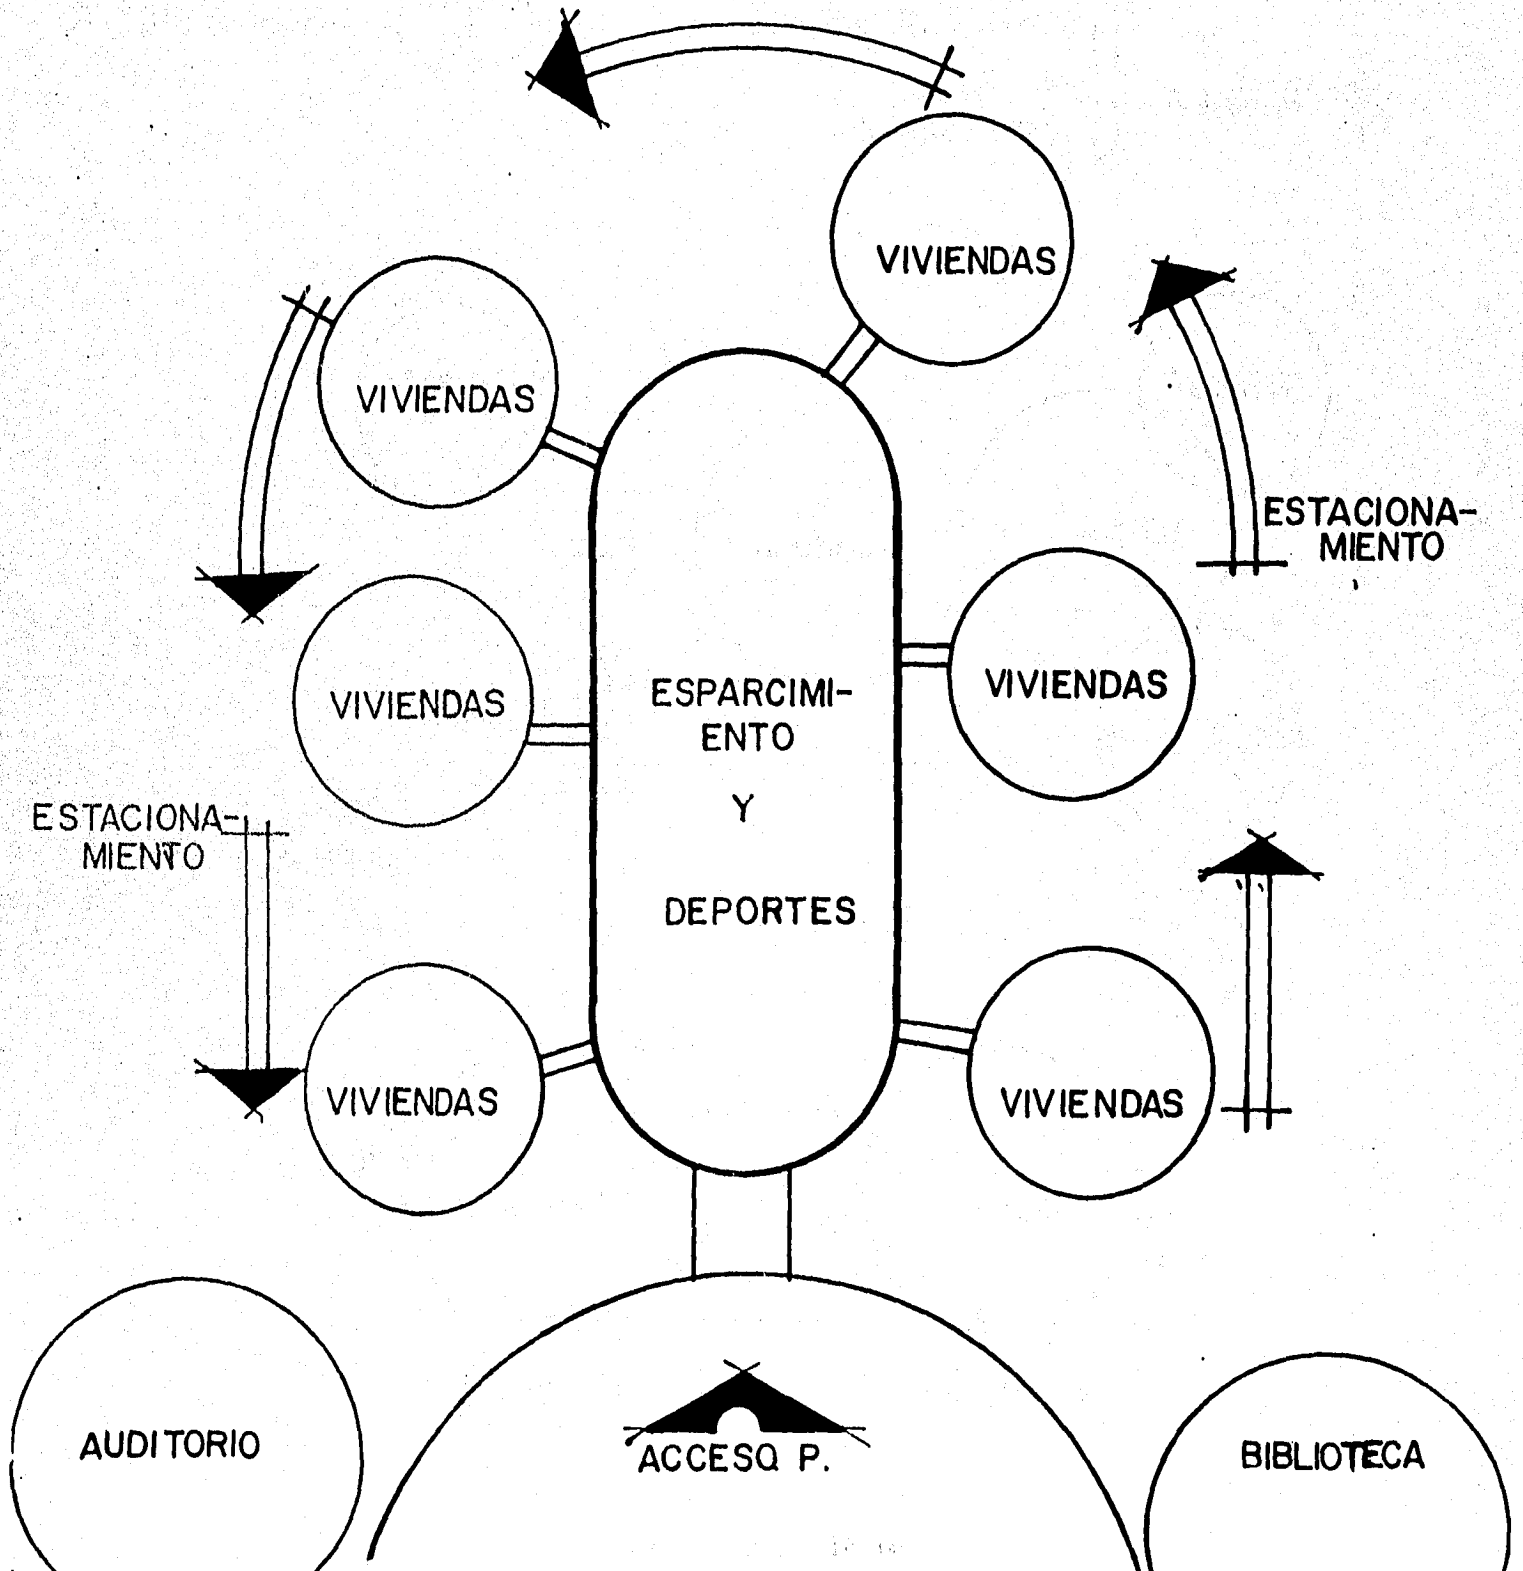 VIVIENDAS
VIVIENDAS
ESTACIONA-
MIENTO
VIVIENDAS
VIVIENDAS
ESPARCIMI-
ENTO
Y
DEPORTES
ESTACIONA-
MIENTO
VIVIENDAS
VIVIENDAS
AUDITORIO
ACCESO P.
BIBLIOTECA